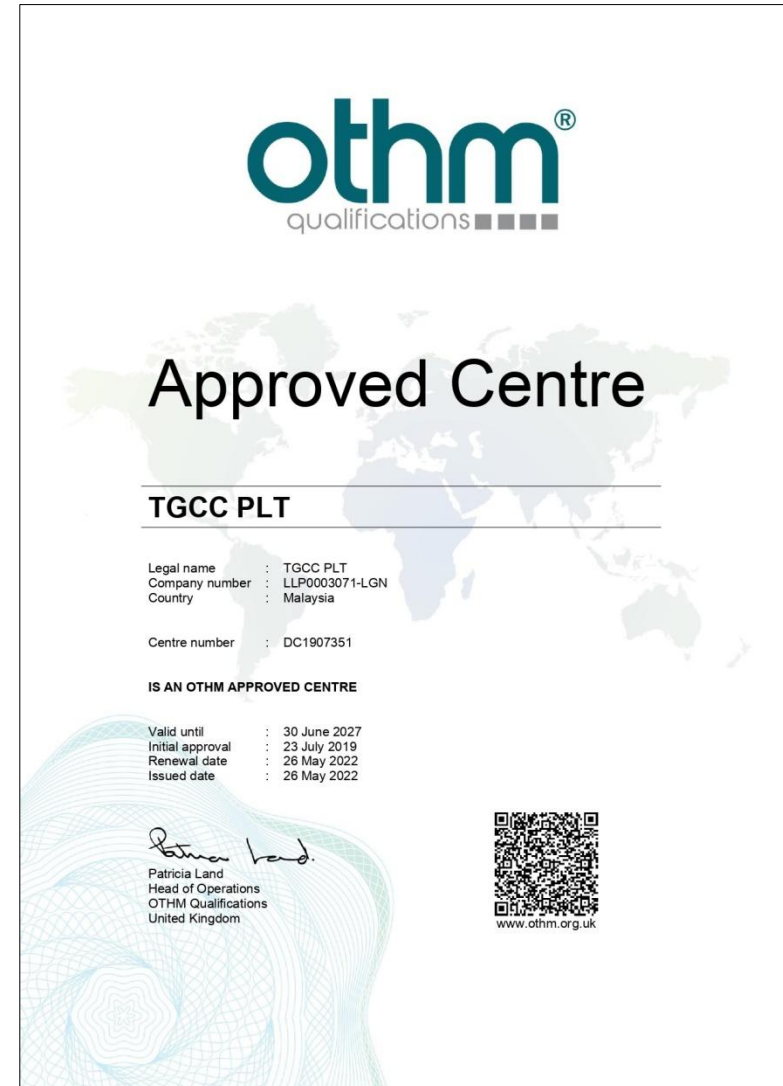 othm®
qualifications
Approved Centre
TGCC PLT
Legal name : TGCC PLT
Company number : LLP0003071-LGN
Country : Malaysia
Centre number : DC1907351
IS AN OTHM APPROVED CENTRE
Valid until : 30 June 2027
Initial approval : 23 July 2019
Renewal date : 26 May 2022
Issued date : 26 May 2022
Patricia Land.
Patricia Land
Head of Operations
OTHM Qualifications
United Kingdom
www.othm.org.uk